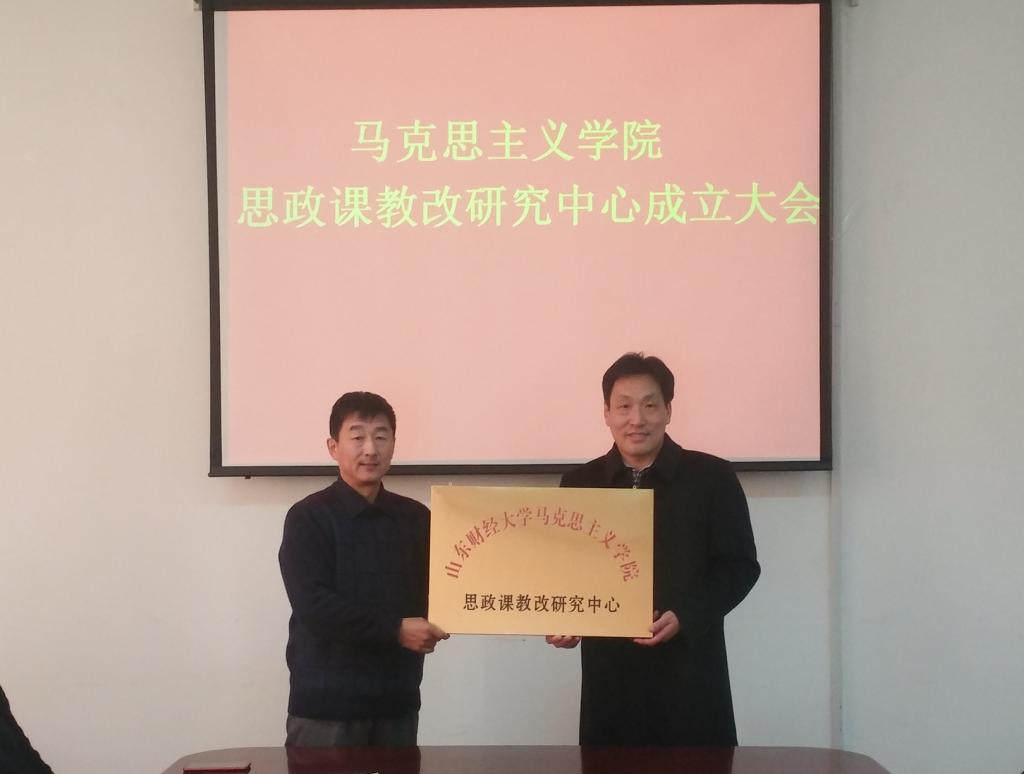 马克思主义学院
思政课教改研究中心成立大会
山东财经大学马克思主义学院
思政课教改研究中心